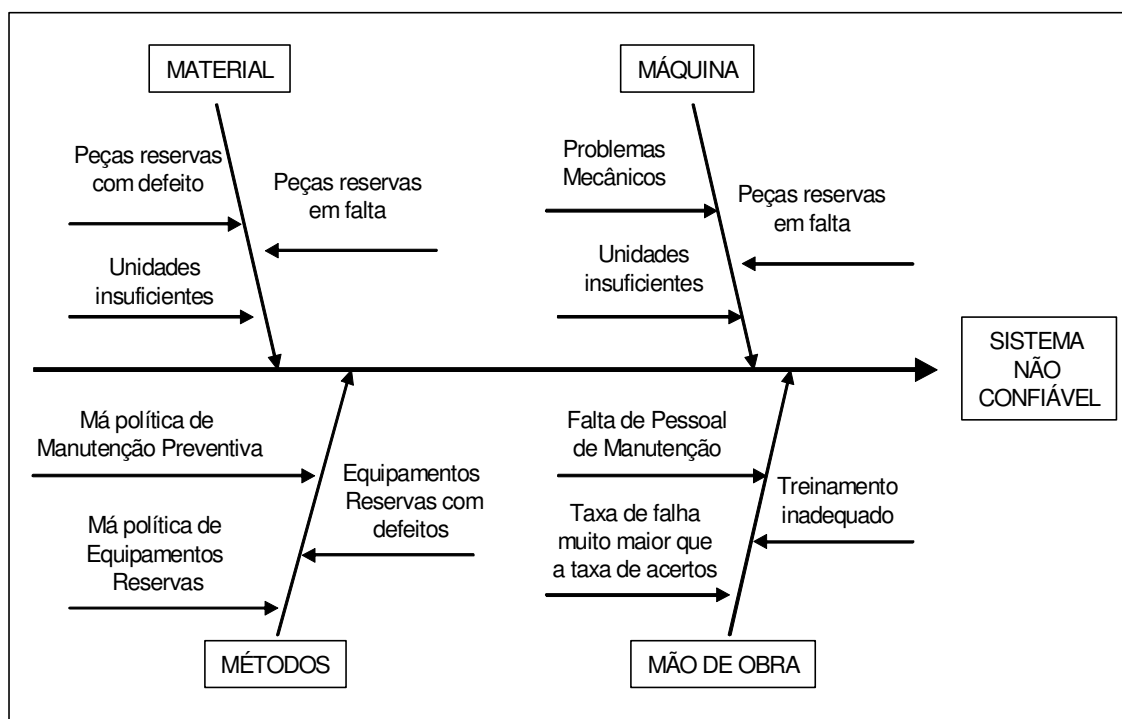 MATERIAL
MÁQUINA
Peças reservas
com defeito
Peças reservas
em falta
Unidades
insuficientes
Problemas
Mecânicos
Peças reservas
em falta
Unidades
insuficientes
SISTEMA
NÃO
CONFIÁVEL
Má política de
Manutenção Preventiva
Equipamentos
Reservas com
defeitos
Má política de
Equipamentos
Reservas
Falta de Pessoal
de Manutenção
Treinamento
inadequado
Taxa de falha
muito maior que
a taxa de acertos
MÉTODOS
MÃO DE OBRA